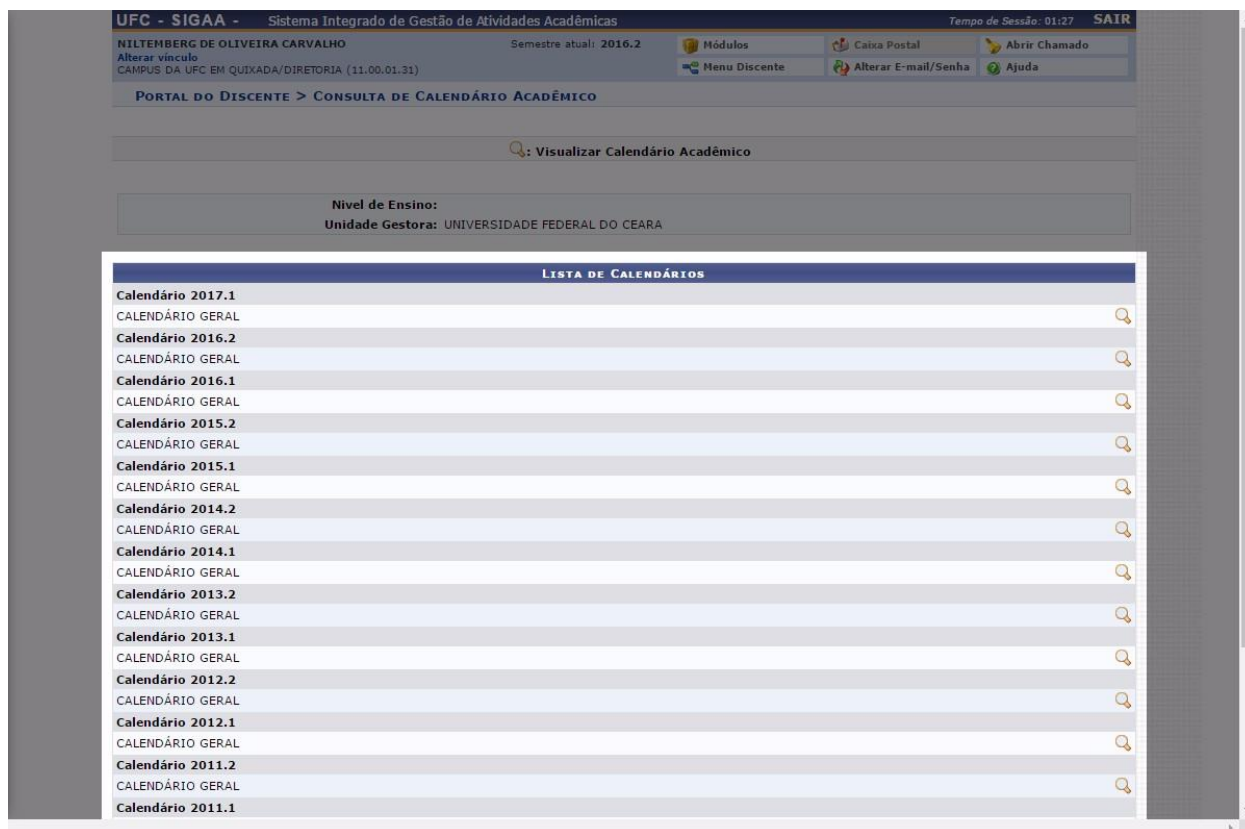 UFC - SIGAA - Sistema Integrado de Gestão de Atividades Acadêmicas Tempo de Sessão: 01:27 SAIR
NILTEMBERG DE OLIVEIRA CARVALHO Semestre atual: 2016.2 Módulos Caixa Postal Abrir Chamado
Alterar vínculo
CAMPUS DA UFC EM QUIXADA/DIRETORIA (11.00.01.31) Menu Discente Alterar E-mail/Senha Ajuda
PORTAL DO DISCENTE > CONSULTA DE CALENDÁRIO ACADÊMICO
: Visualizar Calendário Acadêmico
Nível de Ensino:
Unidade Gestora: UNIVERSIDADE FEDERAL DO CEARA
LISTA DE CALENDÁRIOS
Calendário 2017.1
CALENDÁRIO GERAL
Calendário 2016.2
CALENDÁRIO GERAL
Calendário 2016.1
CALENDÁRIO GERAL
Calendário 2015.2
CALENDÁRIO GERAL
Calendário 2015.1
CALENDÁRIO GERAL
Calendário 2014.2
CALENDÁRIO GERAL
Calendário 2014.1
CALENDÁRIO GERAL
Calendário 2013.2
CALENDÁRIO GERAL
Calendário 2013.1
CALENDÁRIO GERAL
Calendário 2012.2
CALENDÁRIO GERAL
Calendário 2012.1
CALENDÁRIO GERAL
Calendário 2011.2
CALENDÁRIO GERAL
Calendário 2011.1